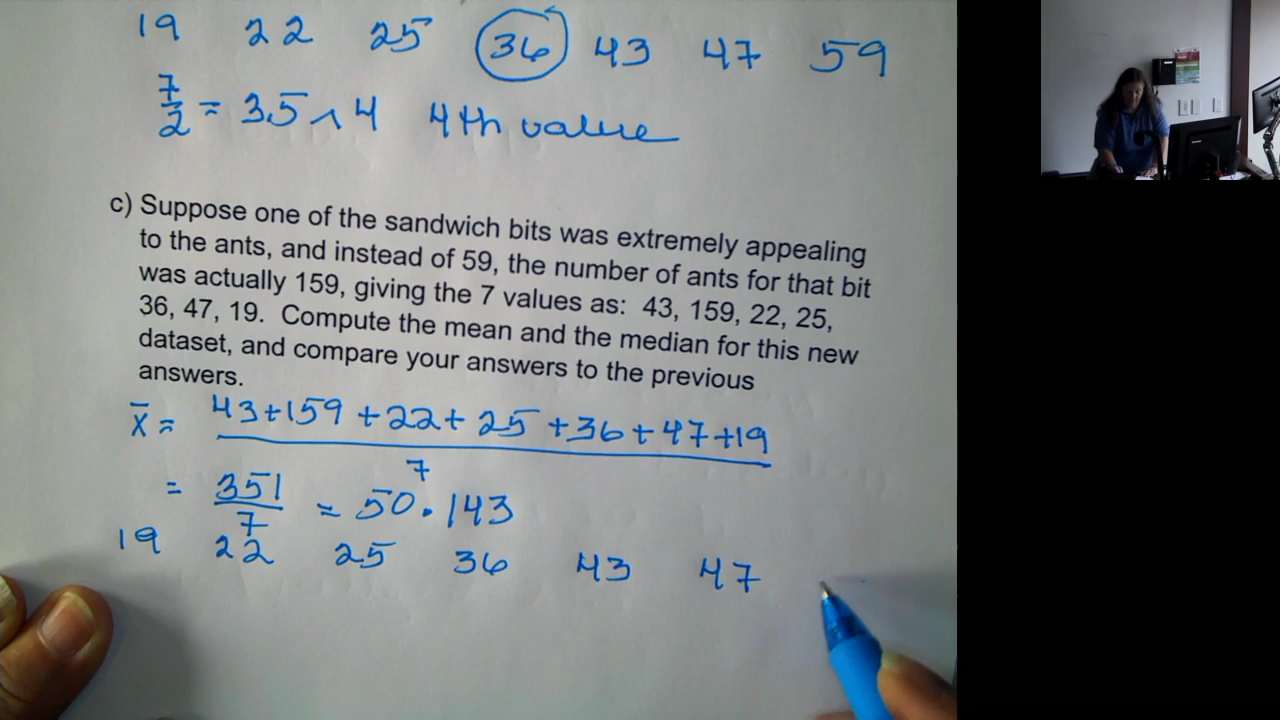 19 22 25 36 43 47 59
7/2 = 3.5 ↗ 4 4th value
c) Suppose one of the sandwich bits was extremely appealing
to the ants, and instead of 59, the number of ants for that bit
was actually 159, giving the 7 values as: 43, 159, 22, 25,
36, 47, 19. Compute the mean and the median for this new
dataset, and compare your answers to the previous
answers.
x̄ = 43+159+22+25+36+47+19
7
= 351/7 = 50.143
19 22 25 36 43 47